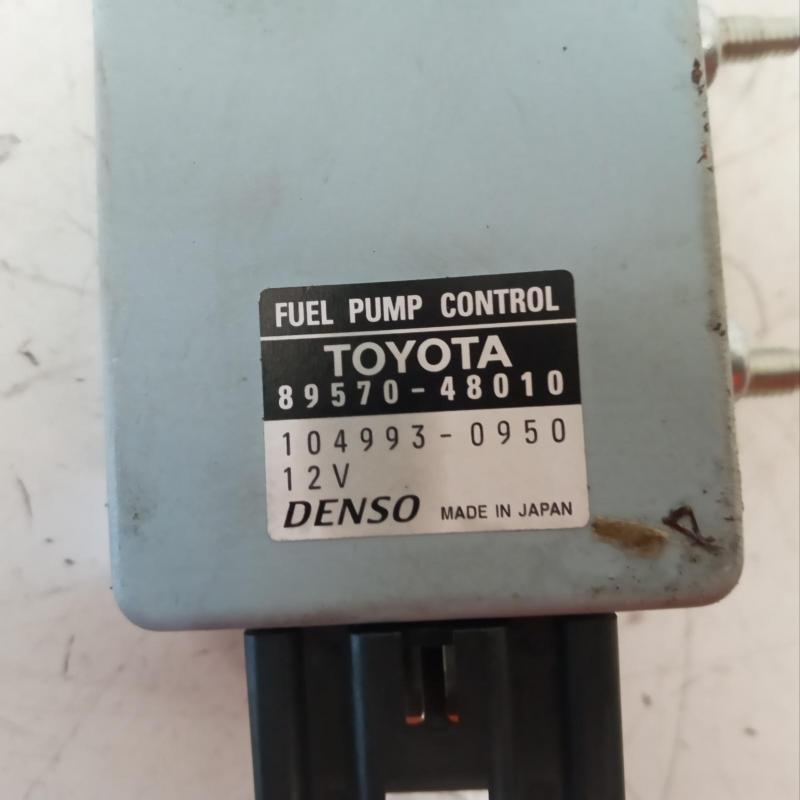 FUEL PUMP CONTROL
TOYOTA
89570-48010
104993-0950
12V
DENSO MADE IN JAPAN